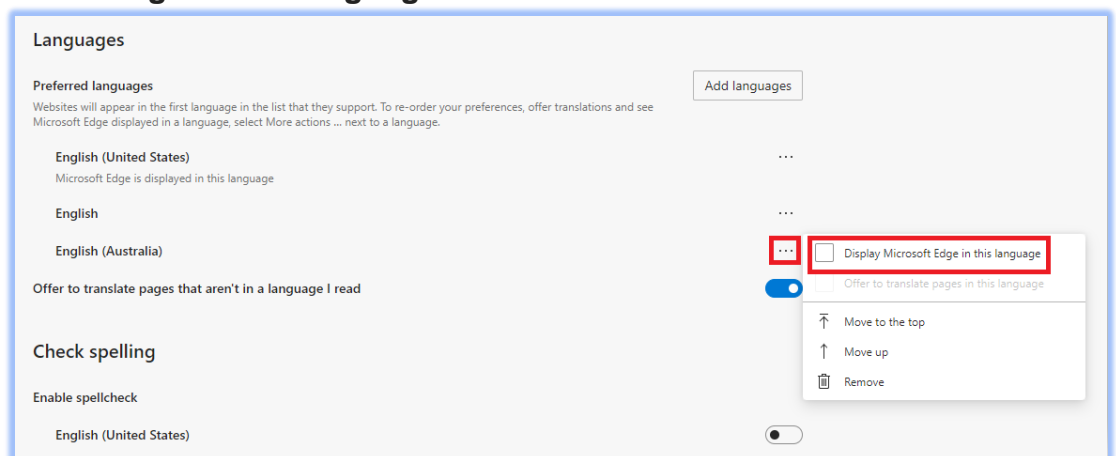 Languages
Preferred languages
Add languages
Websites will appear in the first language in the list that they support. To re-order your preferences, offer translations and see
Microsoft Edge displayed in a language, select More actions ... next to a language.
English (United States)
...
Microsoft Edge is displayed in this language
English
...
English (Australia)
...
Display Microsoft Edge in this language
Offer to translate pages that aren't in a language I read
Offer to translate pages in this language
Move to the top
Check spelling
Move up
Remove
Enable spellcheck
English (United States)